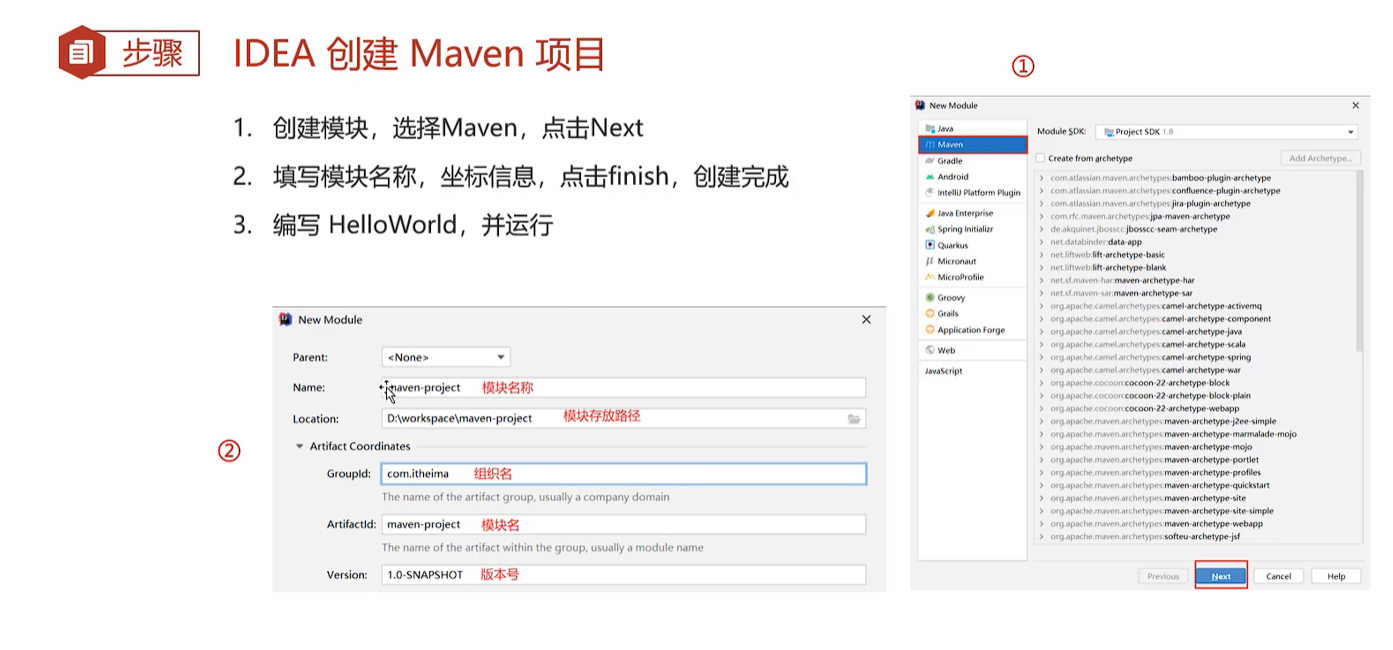 步骤
IDEA 创建 Maven 项目
1. 创建模块，选择Maven，点击Next
2. 填写模块名称，坐标信息，点击finish，创建完成
3. 编写 HelloWorld，并运行
①
New Module
Java
Maven
Gradle
Android
IntelliJ Platform Plugin
Java Enterprise
Spring Initializr
Quarkus
Micronaut
MicroProfile
Groovy
Grails
Application Forge
Web
JavaScript
Module SDK: Project SDK 1.8
Create from archetype Add Archetype...
com.atlassian.maven.archetypes:bamboo-plugin-archetype
com.atlassian.maven.archetypes:confluence-plugin-archetype
com.atlassian.maven.archetypes:jira-plugin-archetype
com.rfc.maven.archetypes:jpa-maven-archetype
de.akquinet.jbosscc:jbosscc-seam-archetype
net.databinder:data-app
net.liftweb:lift-archetype-basic
net.liftweb:lift-archetype-blank
net.sf.maven-har:maven-archetype-har
net.sf.maven-sar:maven-archetype-sar
org.apache.camel.archetypes:camel-archetype-activemq
org.apache.camel.archetypes:camel-archetype-component
org.apache.camel.archetypes:camel-archetype-java
org.apache.camel.archetypes:camel-archetype-scala
org.apache.camel.archetypes:camel-archetype-spring
org.apache.camel.archetypes:camel-archetype-war
org.apache.cocoon:cocoon-22-archetype-block
org.apache.cocoon:cocoon-22-archetype-block-plain
org.apache.cocoon:cocoon-22-archetype-webapp
org.apache.maven.archetypes:maven-archetype-j2ee-simple
org.apache.maven.archetypes:maven-archetype-marmalade-mojo
org.apache.maven.archetypes:maven-archetype-mojo
org.apache.maven.archetypes:maven-archetype-portlet
org.apache.maven.archetypes:maven-archetype-profiles
org.apache.maven.archetypes:maven-archetype-quickstart
org.apache.maven.archetypes:maven-archetype-site
org.apache.maven.archetypes:maven-archetype-site-simple
org.apache.maven.archetypes:maven-archetype-webapp
org.apache.maven.archetypes:softeu-archetype-jsf
Previous Next Cancel Help
②
New Module
Parent: <None>
Name: maven-project 模块名称
Location: D:\workspace\maven-project 模块存放路径
Artifact Coordinates
GroupId: com.itheima 组织名
The name of the artifact group, usually a company domain
ArtifactId: maven-project 模块名
The name of the artifact within the group, usually a module name
Version: 1.0-SNAPSHOT 版本号